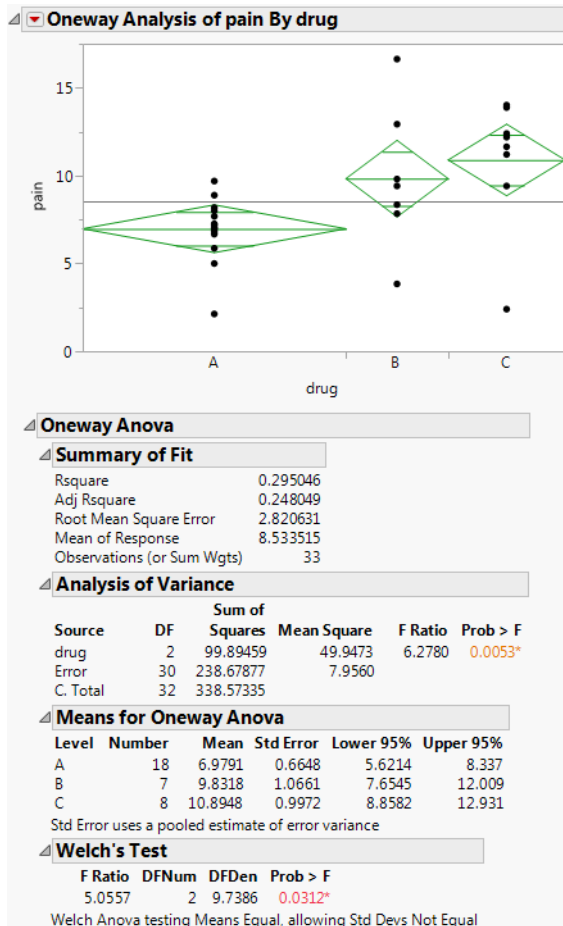 Oneway Analysis of pain By drug
15
10
5
0
pain
A B C
drug
Oneway Anova
Summary of Fit
Rsquare 0.295046
Adj Rsquare 0.248049
Root Mean Square Error 2.820631
Mean of Response 8.533515
Observations (or Sum Wgts) 33
Analysis of Variance
Sum of
Source DF Squares Mean Square F Ratio Prob > F
drug 2 99.89459 49.9473 6.2780 0.0053*
Error 30 238.67877 7.9560
C. Total 32 338.57335
Means for Oneway Anova
Level Number Mean Std Error Lower 95% Upper 95%
A 18 6.9791 0.6648 5.6214 8.337
B 7 9.8318 1.0661 7.6545 12.009
C 8 10.8948 0.9972 8.8582 12.931
Std Error uses a pooled estimate of error variance
Welch's Test
F Ratio DFNum DFDen Prob > F
5.0557 2 9.7386 0.0312*
Welch Anova testing Means Equal, allowing Std Devs Not Equal